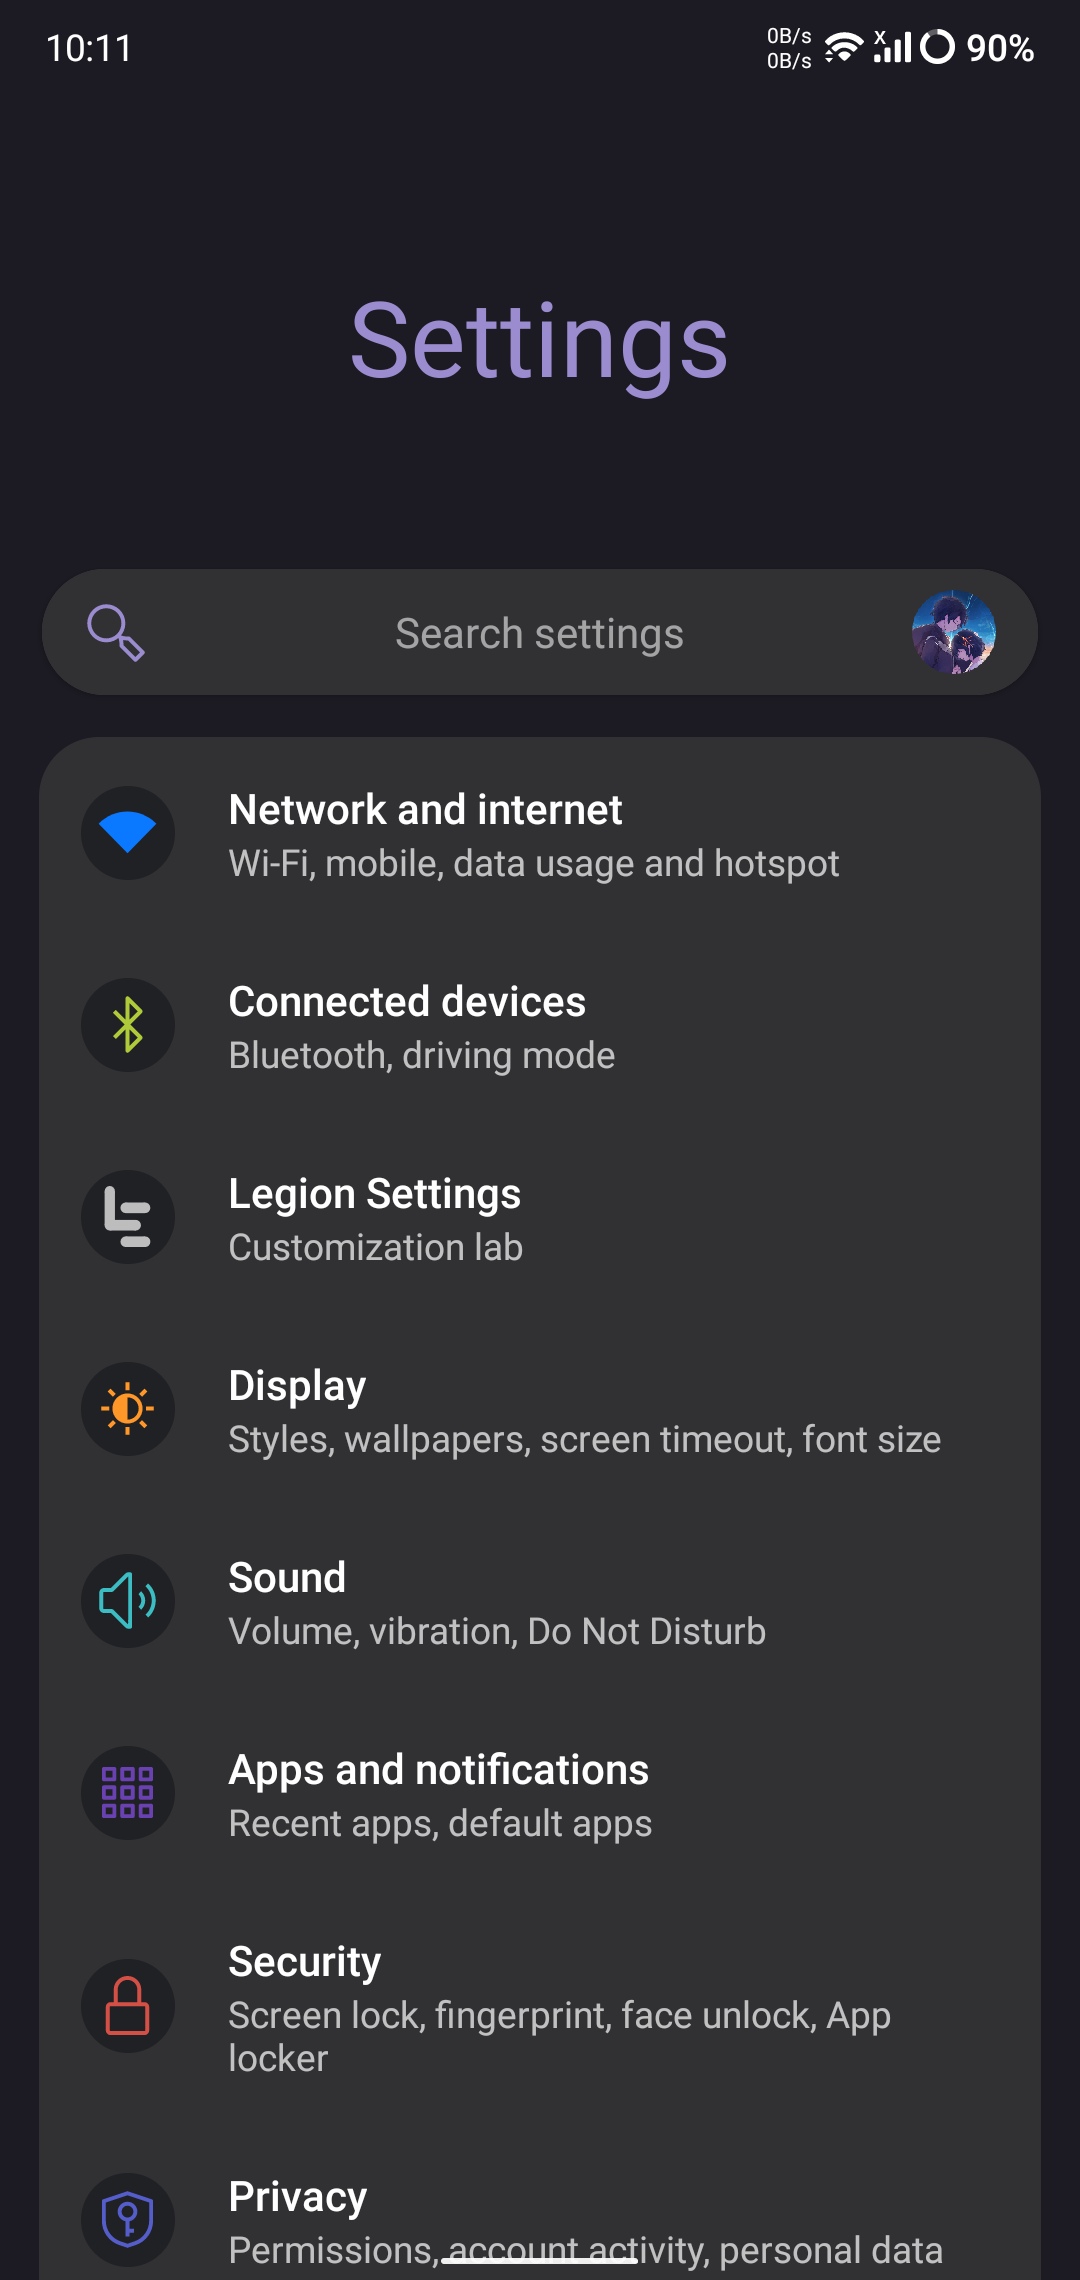 10:11
0B/s
0B/s
X
90%
Settings
Search settings
Network and internet
Wi-Fi, mobile, data usage and hotspot
Connected devices
Bluetooth, driving mode
Legion Settings
Customization lab
Display
Styles, wallpapers, screen timeout, font size
Sound
Volume, vibration, Do Not Disturb
Apps and notifications
Recent apps, default apps
Security
Screen lock, fingerprint, face unlock, App
locker
Privacy
Permissions, account activity, personal data